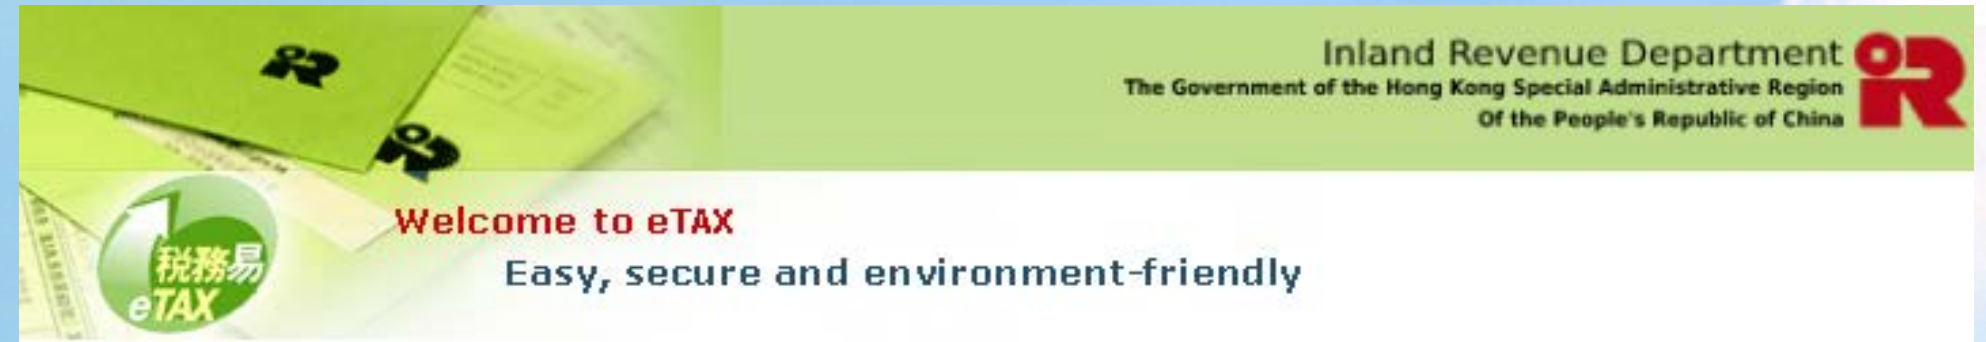 Inland Revenue Department
The Government of the Hong Kong Special Administrative Region
Of the People's Republic of China
Welcome to eTAX
Easy, secure and environment-friendly
税務易
eTAX